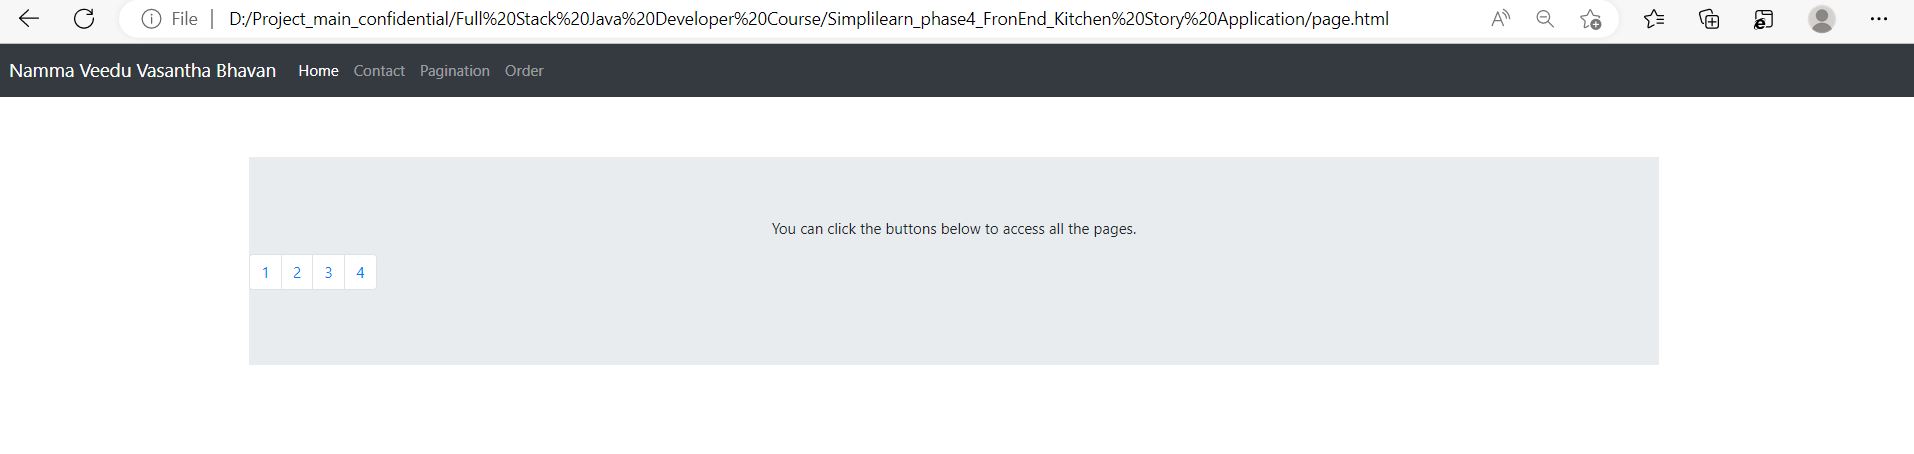 File D:/Project_main_confidential/Full%20Stack%20Java%20Developer%20Course/Simplilearn_phase4_FronEnd_Kitchen%20Story%20Application/page.html
Namma Veedu Vasantha Bhavan Home Contact Pagination Order
You can click the buttons below to access all the pages.
1 2 3 4